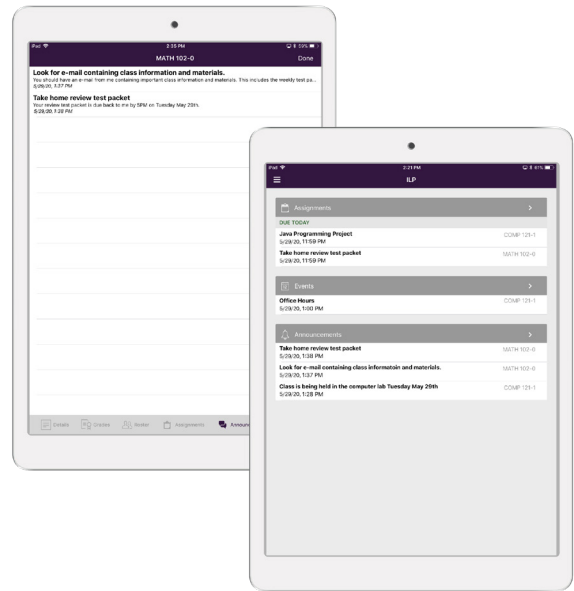 iPad
2:35 PM
59%
MATH 102-0
Done
Look for e-mail containing class information and materials.
You should have an e-mail from me containing important class information and materials. This includes the weekly test pa...
5/29/20, 1:37 PM
Take home review test packet
Your review test packet is due back to me by 5PM on Tuesday May 29th.
5/29/20, 1:38 PM
Details
Grades
Roster
Assignments
Announ
iPad
2:21 PM
61%
ILP
Assignments
DUE TODAY
Java Programming Project
COMP 121-1
5/29/20, 11:59 PM
Take home review test packet
MATH 102-0
5/29/20, 11:59 PM
Events
Office Hours
COMP 121-1
5/29/20, 1:00 PM
Announcements
Take home review test packet
MATH 102-0
5/29/20, 1:38 PM
Look for e-mail containing class informatoin and materials.
MATH 102-0
5/29/20, 1:37 PM
Class is being held in the computer lab Tuesday May 29th
COMP 121-1
5/29/20, 1:28 PM